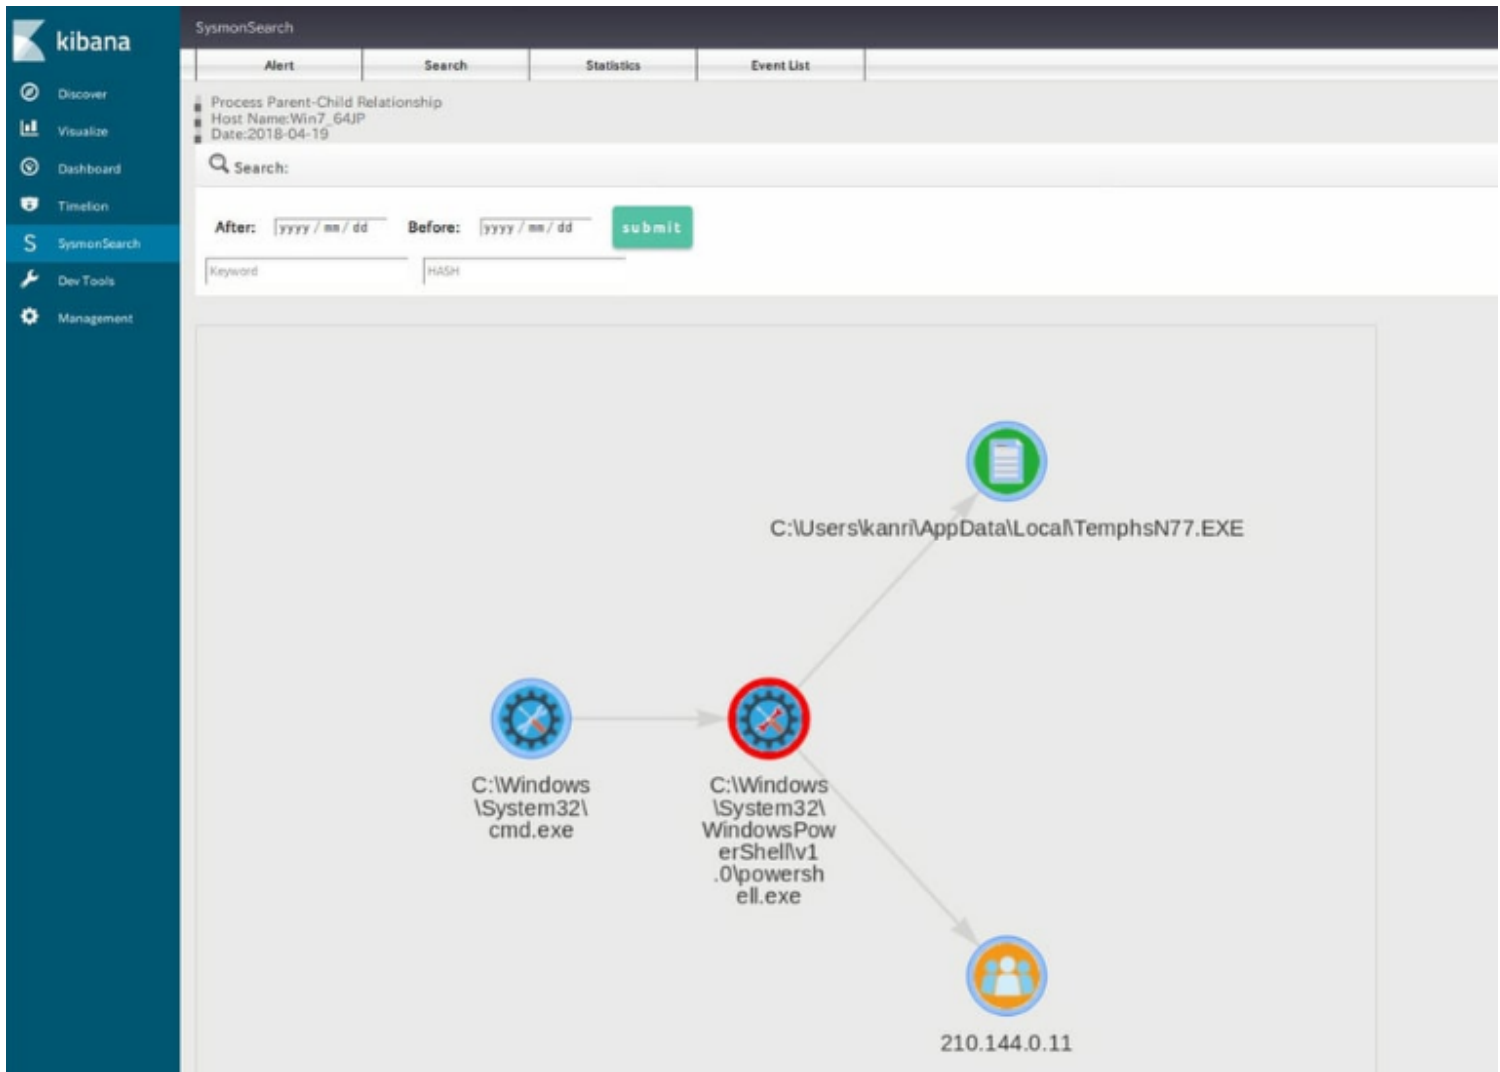 kibana
Discover
Visualize
Dashboard
Timelion
S SysmonSearch
Dev Tools
Management
SysmonSearch
Alert Search Statistics Event List
Process Parent-Child Relationship
Host Name:Win7_64JP
Date:2018-04-19
Search:
After: yyyy / mm / dd Before: yyyy / mm / dd submit
Keyword HASH
C:\Users\kanri\AppData\Local\TemphsN77.EXE
C:\Windows
\System32\
cmd.exe
C:\Windows
\System32\
WindowsPow
erShell\v1
.0\powersh
ell.exe
210.144.0.11